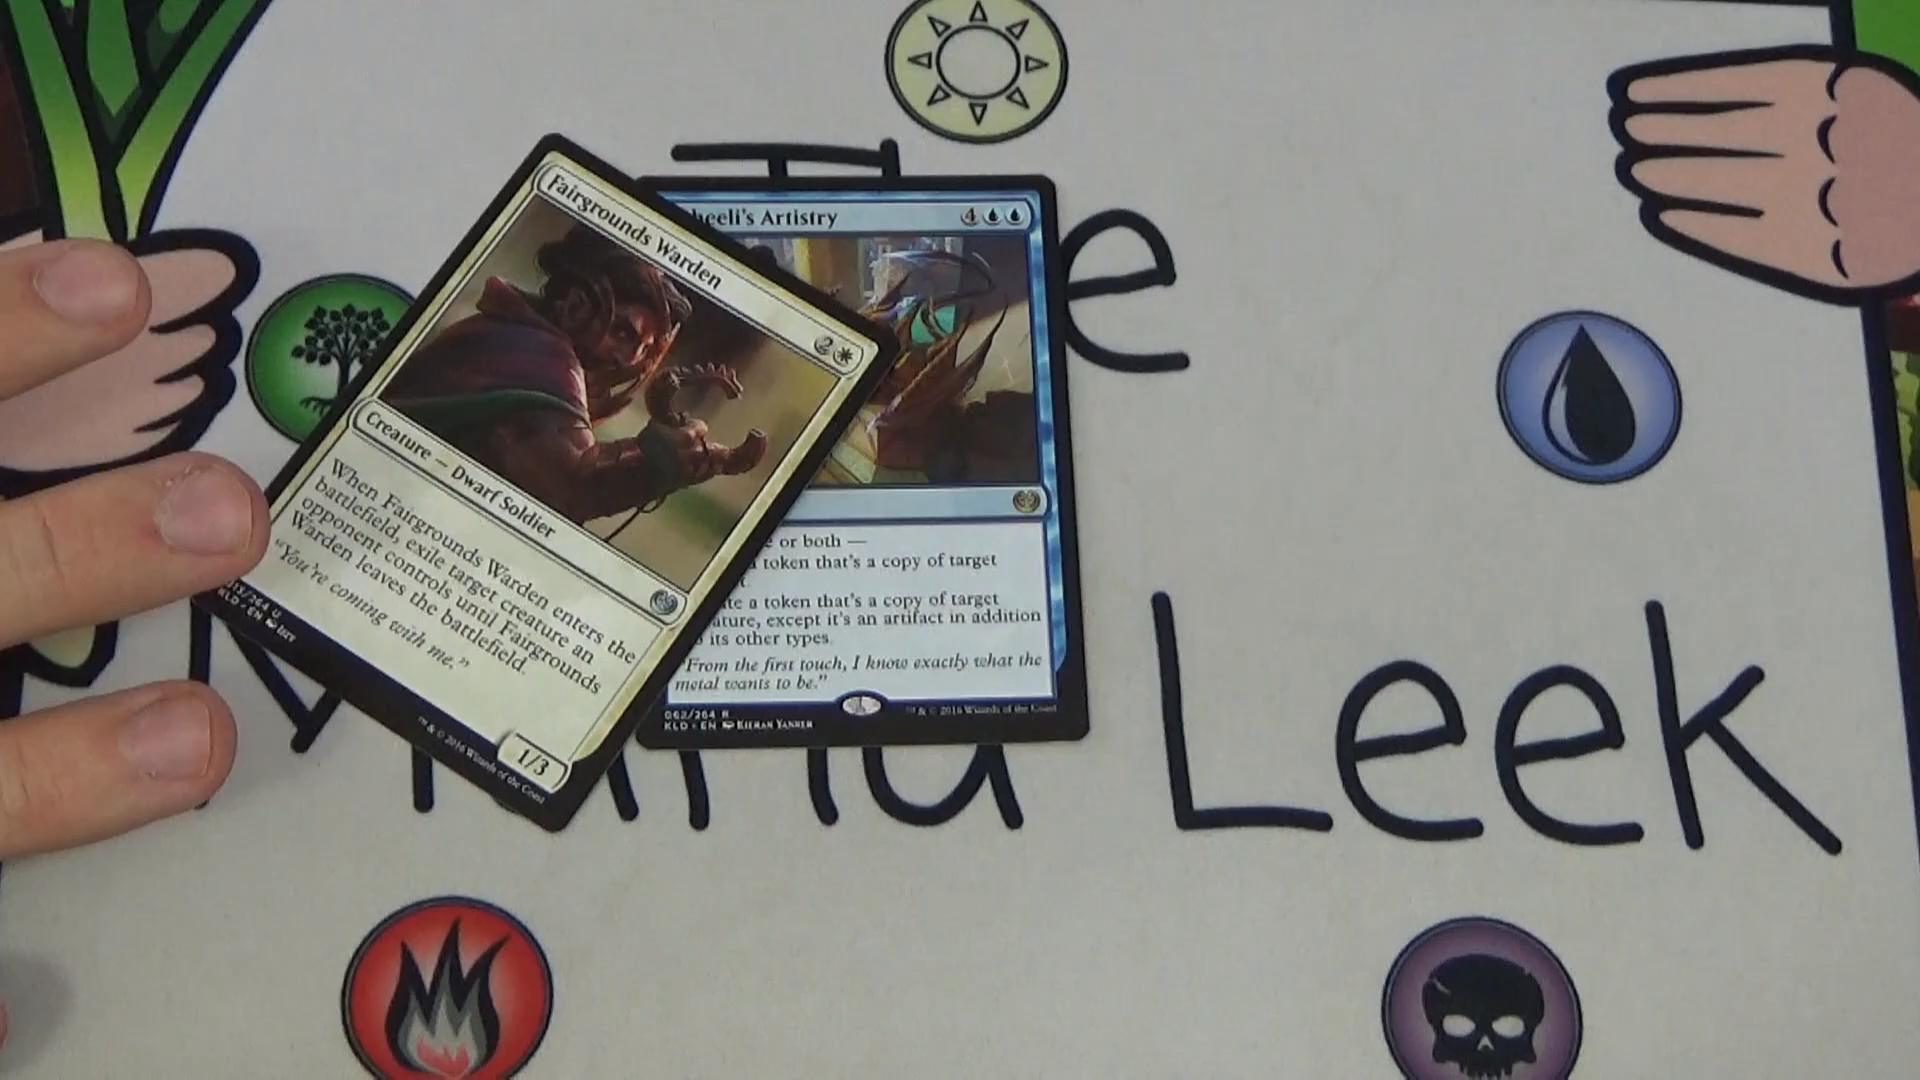 Fairgrounds Warden
2
Creature — Dwarf Soldier
When Fairgrounds Warden enters the
battlefield, exile target creature an
opponent controls until Fairgrounds
Warden leaves the battlefield.
"You're coming with me."
1/3
KLD · EN
™ & © 2016 Wizards of the Coast
heeli's Artistry
4
or both —
token that's a copy of target
a token that's a copy of target
ature, except it's an artifact in addition
its other types.
"From the first touch, I know exactly what the
metal wants to be."
062/264 R
KLD · EN KIERAN YANNER
™ & © 2016 Wizards of the Coast
Leek